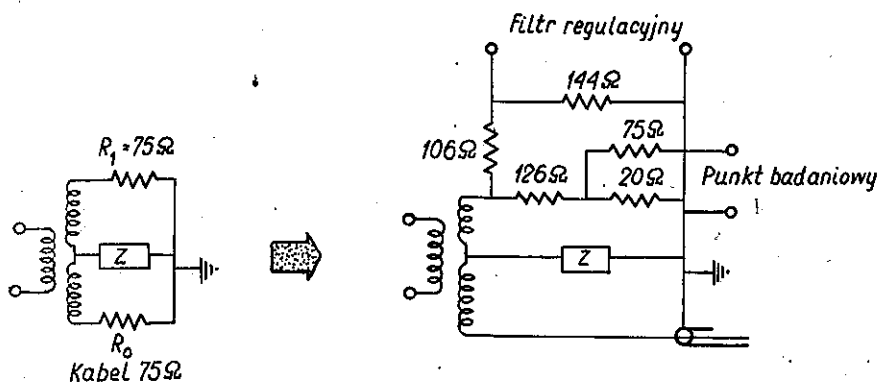 Filtr regulacyjny
144Ω
R₁ = 75Ω
106Ω
75Ω
126Ω
20Ω
Punkt badaniowy
Z
Z
R₀
Kabel 75Ω